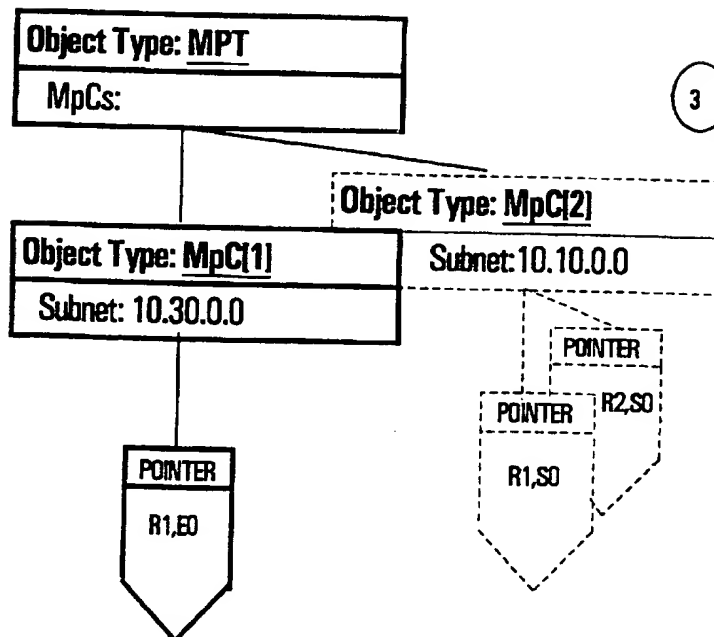 Object Type: MPT
MpCs:
3
Object Type: MpC[2]
Subnet:10.10.0.0
Object Type: MpC[1]
Subnet: 10.30.0.0
POINTER
R2,S0
POINTER
R1,S0
POINTER
R1,E0